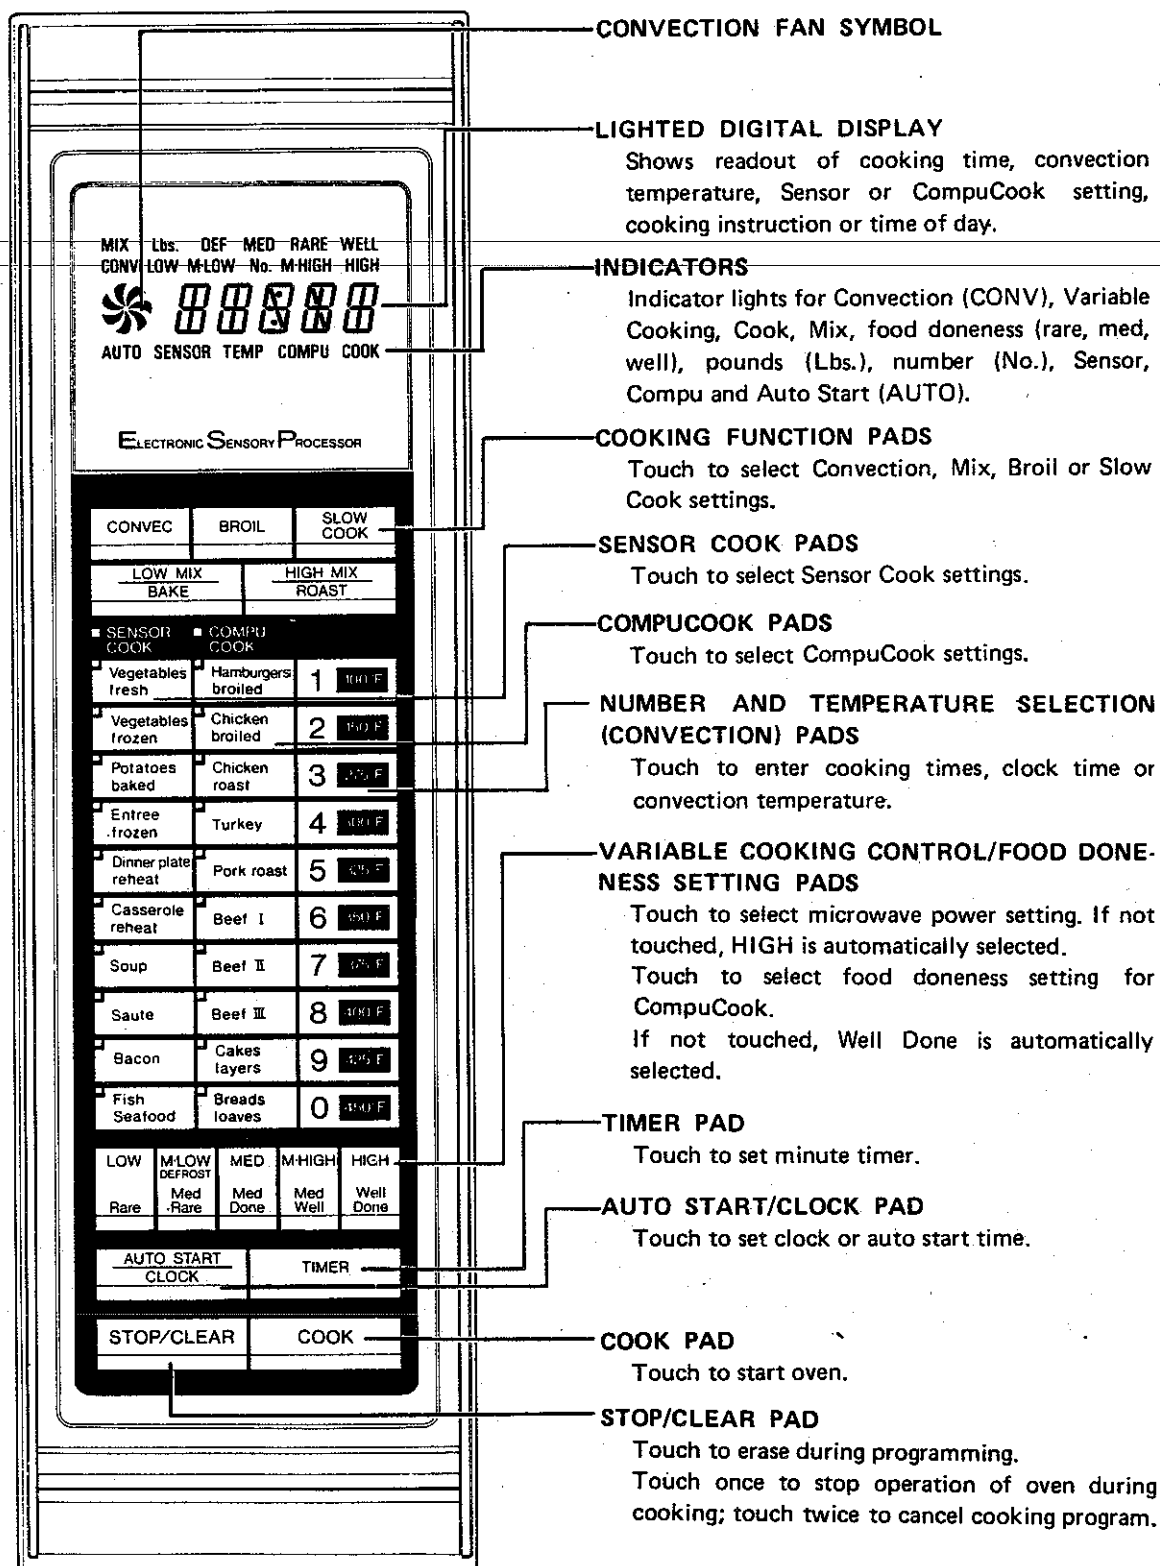 CONVECTION FAN SYMBOL
LIGHTED DIGITAL DISPLAY
Shows readout of cooking time, convection
temperature, Sensor or CompuCook setting,
cooking instruction or time of day.
INDICATORS
Indicator lights for Convection (CONV), Variable
Cooking, Cook, Mix, food doneness (rare, med,
well), pounds (Lbs.), number (No.), Sensor,
Compu and Auto Start (AUTO).
COOKING FUNCTION PADS
Touch to select Convection, Mix, Broil or Slow
Cook settings.
SENSOR COOK PADS
Touch to select Sensor Cook settings.
COMPUCOOK PADS
Touch to select CompuCook settings.
NUMBER AND TEMPERATURE SELECTION
(CONVECTION) PADS
Touch to enter cooking times, clock time or
convection temperature.
VARIABLE COOKING CONTROL/FOOD DONE-
NESS SETTING PADS
Touch to select microwave power setting. If not
touched, HIGH is automatically selected.
Touch to select food doneness setting for
CompuCook.
If not touched, Well Done is automatically
selected.
TIMER PAD
Touch to set minute timer.
AUTO START/CLOCK PAD
Touch to set clock or auto start time.
COOK PAD
Touch to start oven.
STOP/CLEAR PAD
Touch to erase during programming.
Touch once to stop operation of oven during
cooking; touch twice to cancel cooking program.
MIX Lbs. DEF MED RARE WELL
CONV LOW M-LOW No. M-HIGH HIGH
AUTO SENSOR TEMP COMPU COOK
ELECTRONIC SENSORY PROCESSOR
CONVEC
BROIL
SLOW
COOK
LOW MIX
BAKE
HIGH MIX
ROAST
SENSOR
COOK
COMPU
COOK
Vegetables
fresh
Hamburgers
broiled
1 100°F
Vegetables
frozen
Chicken
broiled
2
Potatoes
baked
Chicken
roast
3
Entree
frozen
Turkey
4 300°F
Dinner plate
reheat
Pork roast
5
Casserole
reheat
Beef I
6 350°F
Soup
Beef II
7
Saute
Beef III
8 400°F
Bacon
Cakes
layers
9 425°F
Fish
Seafood
Breads
loaves
0 450°F
LOW
Rare
M-LOW
DEFROST
Med
-Rare
MED
Med
Done
M-HIGH
Med
Well
HIGH
Well
Done
AUTO START
CLOCK
TIMER
STOP/CLEAR
COOK